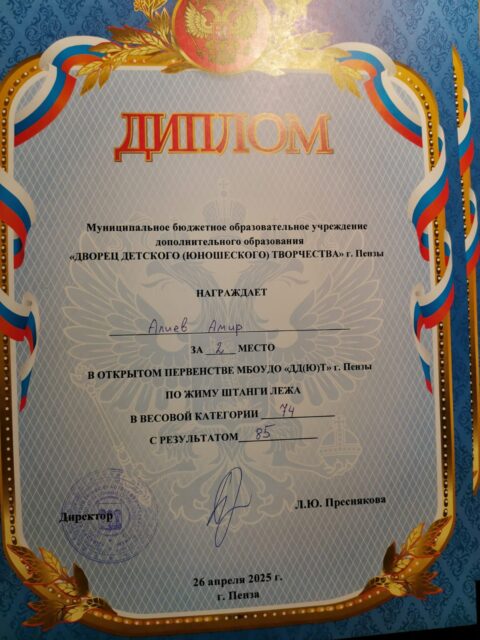 ДИПЛОМ
Муниципальное бюджетное образовательное учреждение
дополнительного образования
«ДВОРЕЦ ДЕТСКОГО (ЮНОШЕСКОГО) ТВОРЧЕСТВА» г. Пензы
НАГРАЖДАЕТ
Алиев Амир
ЗА 2 МЕСТО
В ОТКРЫТОМ ПЕРВЕНСТВЕ МБОУДО «ДД(Ю)Т» г. Пензы
ПО ЖИМУ ШТАНГИ ЛЕЖА
В ВЕСОВОЙ КАТЕГОРИИ 74
С РЕЗУЛЬТАТОМ 85
Директор Л.Ю. Преснякова
26 апреля 2025 г.
г. Пенза